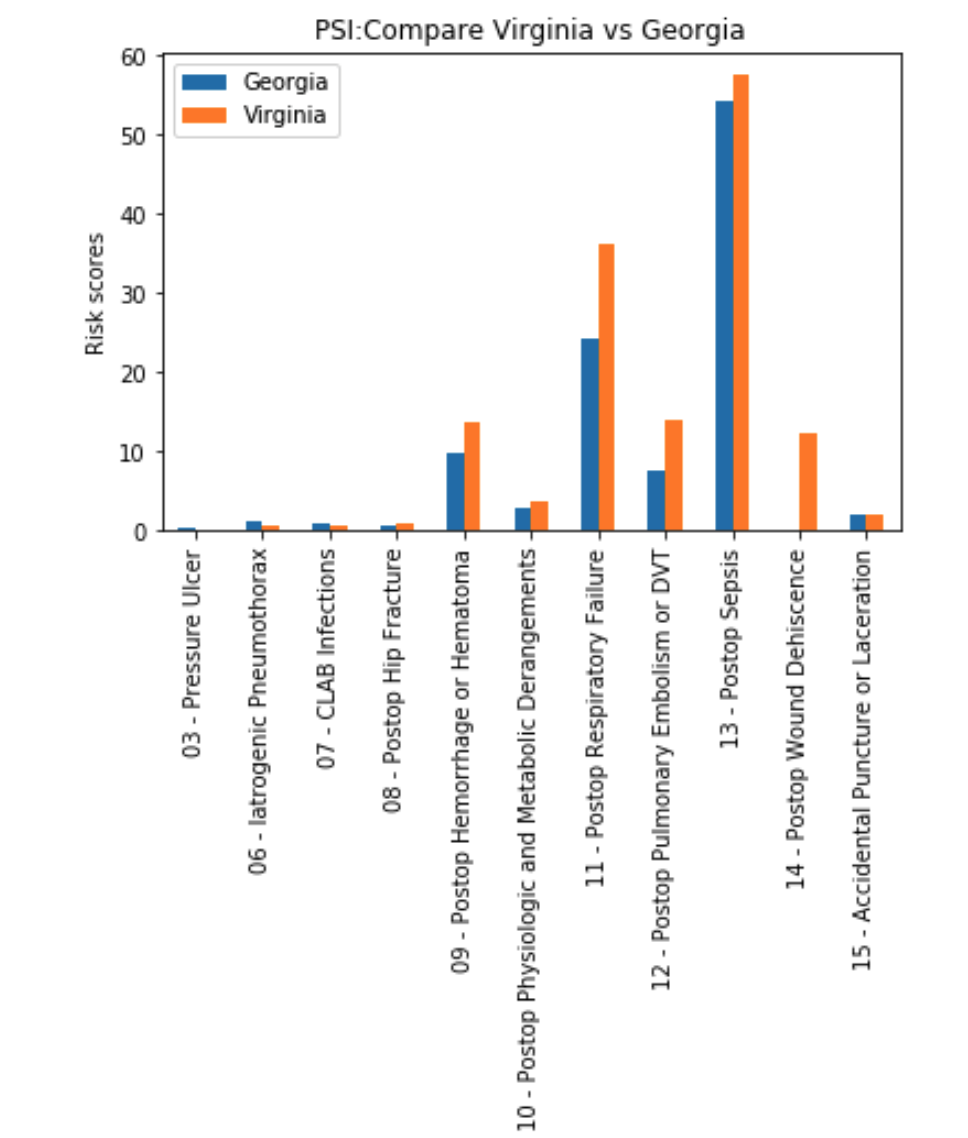 PSI:Compare Virginia vs Georgia
Georgia
Virginia
Risk scores
60
50
40
30
20
10
0
03 - Pressure Ulcer
06 - Iatrogenic Pneumothorax
07 - CLAB Infections
08 - Postop Hip Fracture
09 - Postop Hemorrhage or Hematoma
10 - Postop Physiologic and Metabolic Derangements
11 - Postop Respiratory Failure
12 - Postop Pulmonary Embolism or DVT
13 - Postop Sepsis
14 - Postop Wound Dehiscence
15 - Accidental Puncture or Laceration